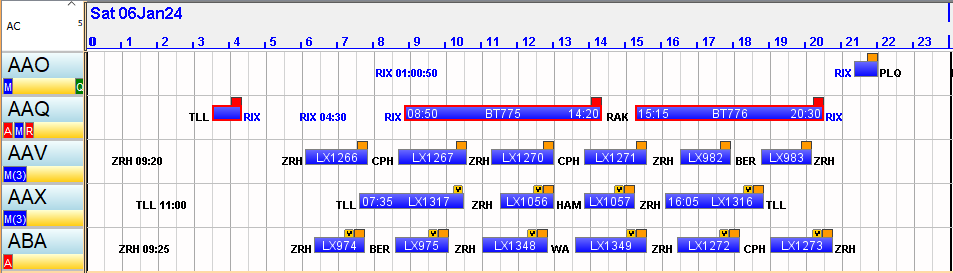 AC
5
Sat 06Jan24
0 1 2 3 4 5 6 7 8 9 10 11 12 13 14 15 16 17 18 19 20 21 22 23
AAO
M Q
RIX 01:00:50 RIX PLQ
AAQ
A M R
TLL RIX RIX 04:30 RIX 08:50 BT775 14:20 RAK 15:15 BT776 20:30 RIX
AAV
M(3)
ZRH 09:20 ZRH LX1266 CPH LX1267 ZRH LX1270 CPH LX1271 ZRH LX982 BER LX983 ZRH
AAX
M(3)
TLL 11:00 TLL 07:35 LX1317 ZRH LX1056 HAM LX1057 ZRH 16:05 LX1316 TLL
ABA
A
ZRH 09:25 ZRH LX974 BER LX975 ZRH LX1348 WA LX1349 ZRH LX1272 CPH LX1273 ZRH